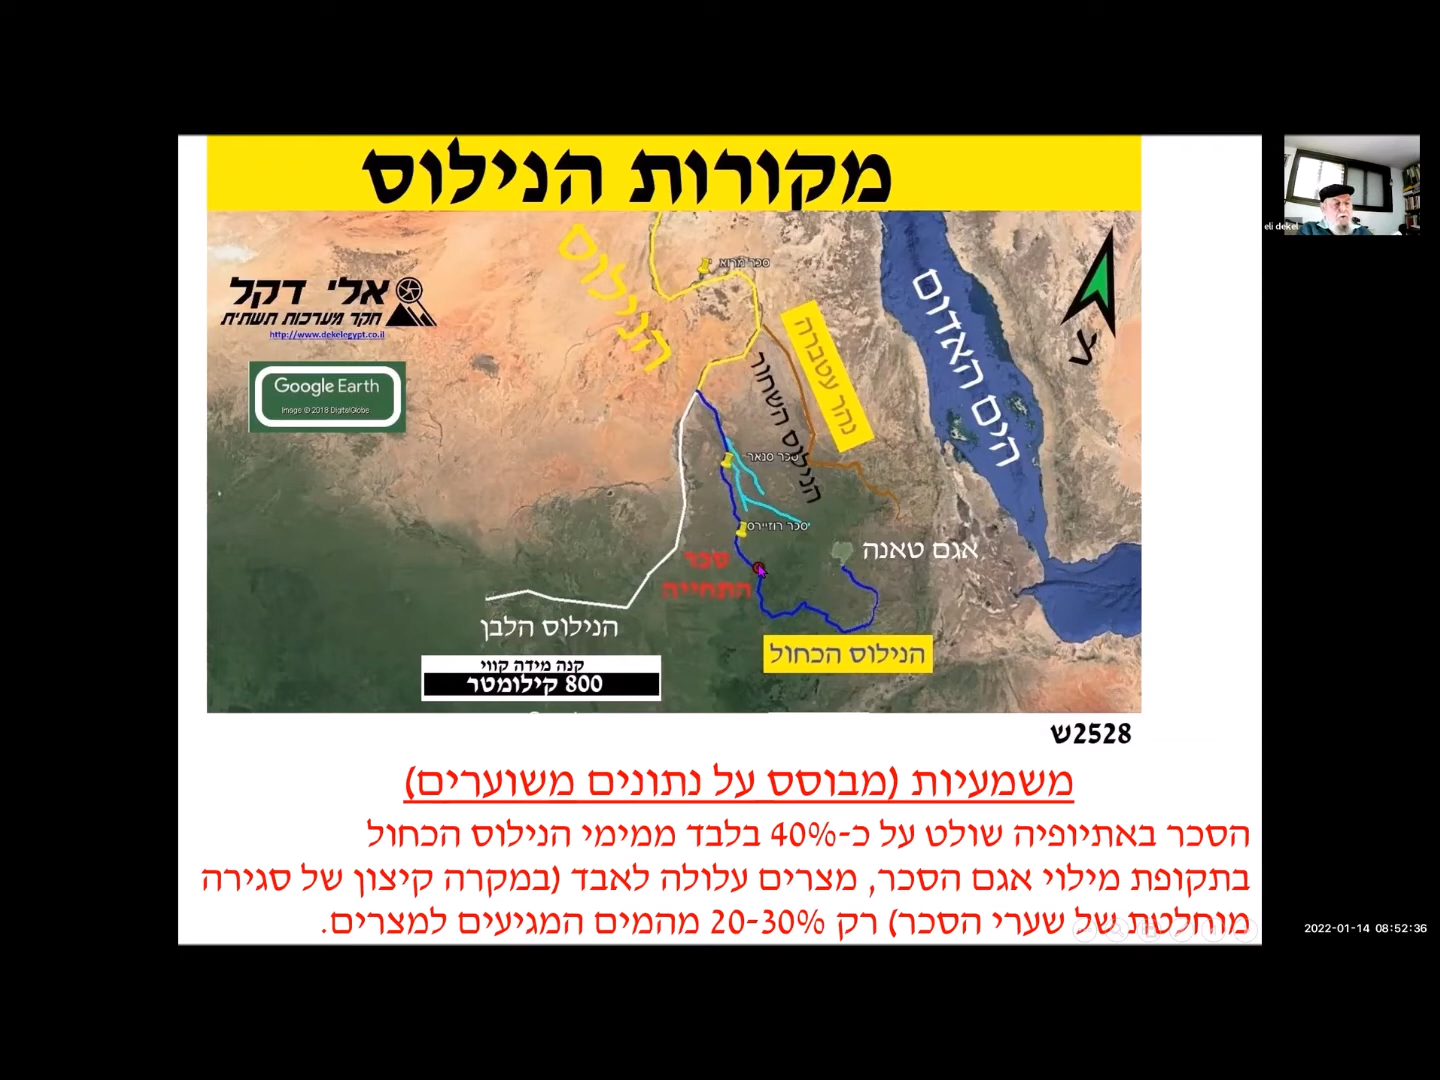 מקורות הנילוס
הנילוס
סכר מרווא
אלי דקל
חקר מערכות תשתית
http://www.dekelegypt.co.il
Google Earth
Image © 2018 DigitalGlobe
נהר עטברה
הנילוס השחור
הים האדום
צ
סכר סנאר
סכר רוזיירס
אגם טאנה
סכר
התחייה
הנילוס הלבן
הנילוס הכחול
קנה מידה קווי
800 קילומטר
2528ש
משמעויות (מבוסס על נתונים משוערים)
הסכר באתיופיה שולט על כ-40% בלבד ממימי הנילוס הכחול
בתקופת מילוי אגם הסכר, מצרים עלולה לאבד (במקרה קיצון של סגירה
מוחלטת של שערי הסכר) רק 20-30% מהמים המגיעים למצרים.
eli dekel
2022-01-14 08:52:36